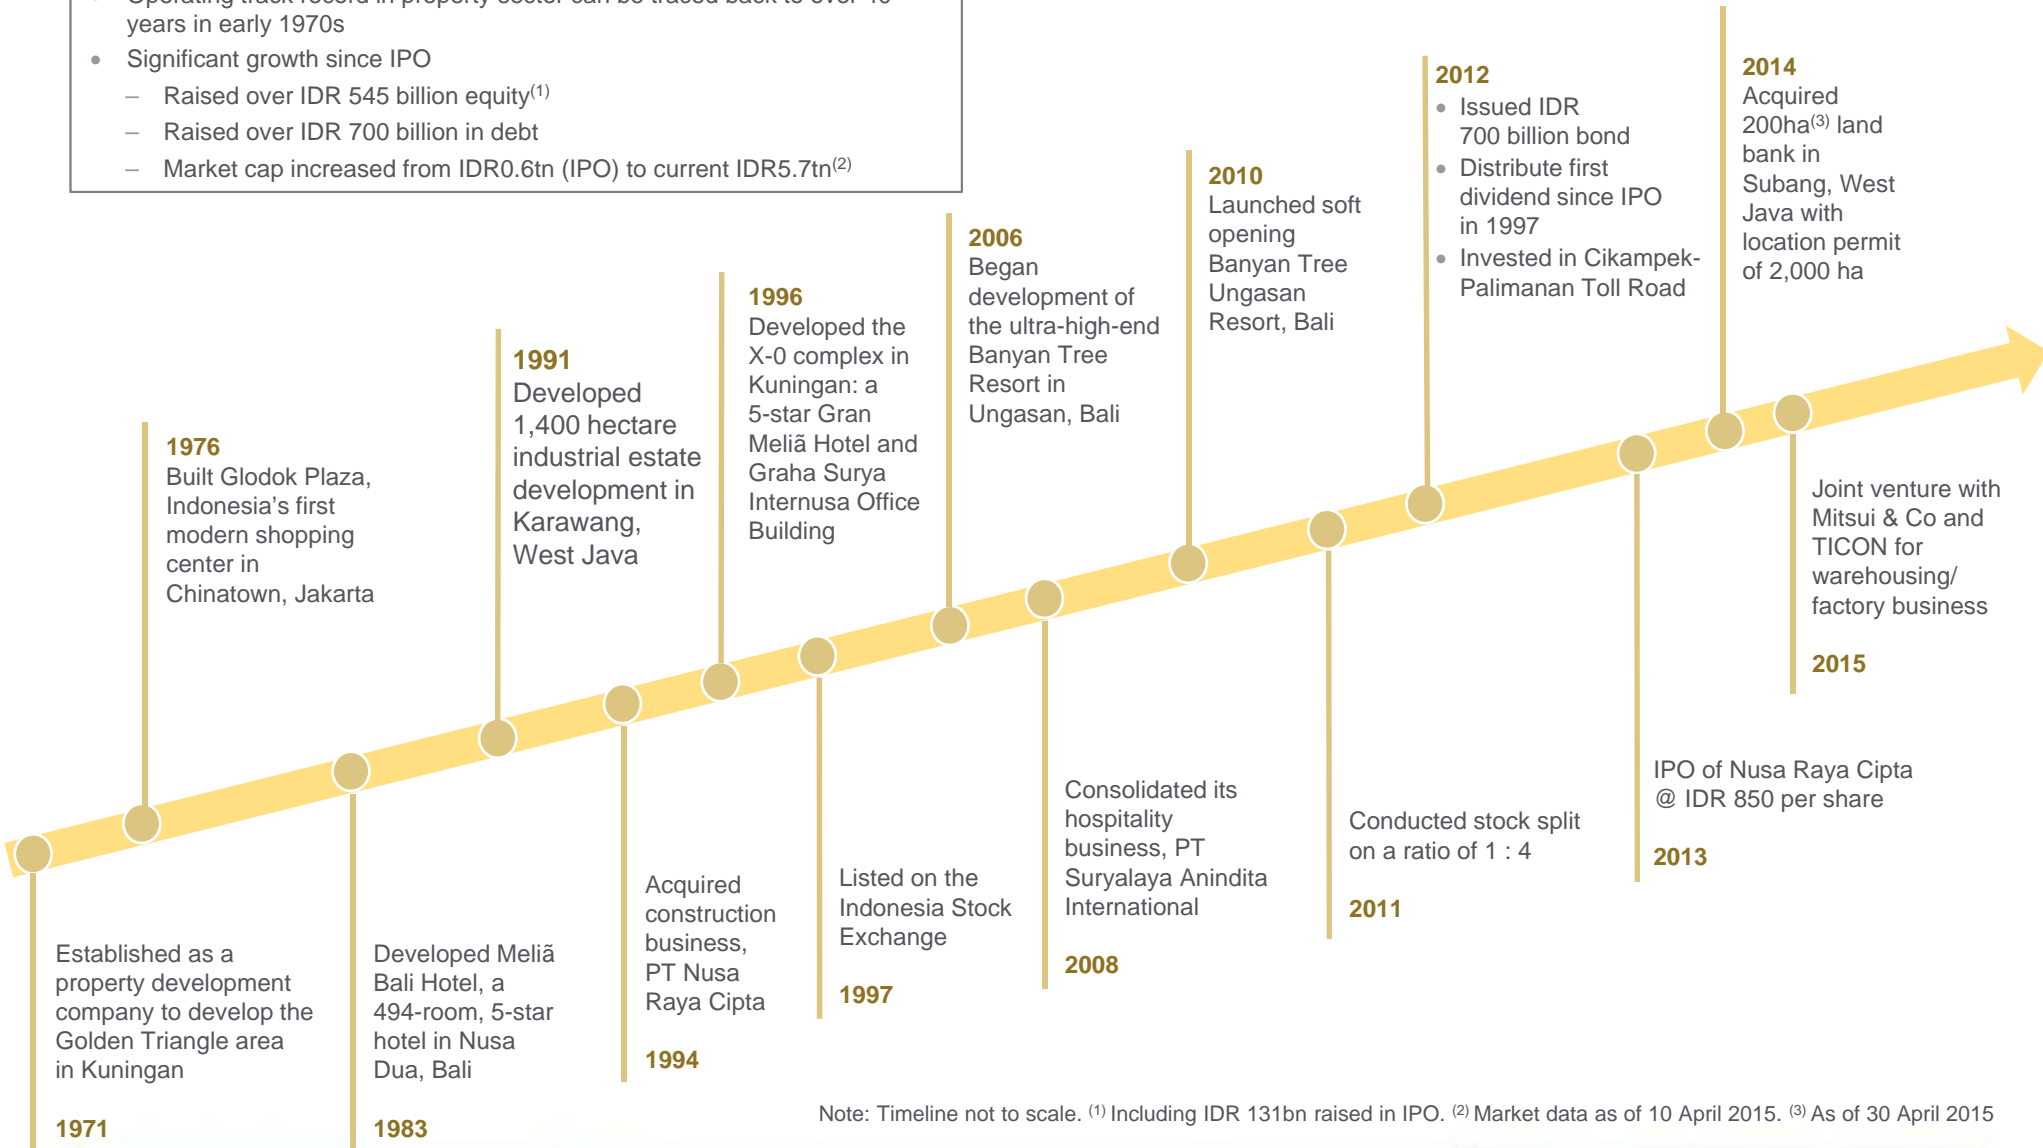 years in early 1970s
• Significant growth since IPO
– Raised over IDR 545 billion equity(1)
– Raised over IDR 700 billion in debt
– Market cap increased from IDR0.6tn (IPO) to current IDR5.7tn(2)
1976
Built Glodok Plaza,
Indonesia’s first
modern shopping
center in
Chinatown, Jakarta
1991
Developed
1,400 hectare
industrial estate
development in
Karawang,
West Java
1996
Developed the
X-0 complex in
Kuningan: a
5-star Gran
Meliã Hotel and
Graha Surya
Internusa Office
Building
2006
Began
development of
the ultra-high-end
Banyan Tree
Resort in
Ungasan, Bali
2010
Launched soft
opening
Banyan Tree
Ungasan
Resort, Bali
2012
• Issued IDR
700 billion bond
• Distribute first
dividend since IPO
in 1997
• Invested in Cikampek-
Palimanan Toll Road
2014
Acquired
200ha(3) land
bank in
Subang, West
Java with
location permit
of 2,000 ha
Established as a
property development
company to develop the
Golden Triangle area
in Kuningan
1971
Developed Meliã
Bali Hotel, a
494-room, 5-star
hotel in Nusa
Dua, Bali
1983
Acquired
construction
business,
PT Nusa
Raya Cipta
1994
Listed on the
Indonesia Stock
Exchange
1997
Consolidated its
hospitality
business, PT
Suryalaya Anindita
International
2008
Conducted stock split
on a ratio of 1 : 4
2011
IPO of Nusa Raya Cipta
@ IDR 850 per share
2013
Joint venture with
Mitsui & Co and
TICON for
warehousing/
factory business
2015
Note: Timeline not to scale. (1) Including IDR 131bn raised in IPO. (2) Market data as of 10 April 2015. (3) As of 30 April 2015